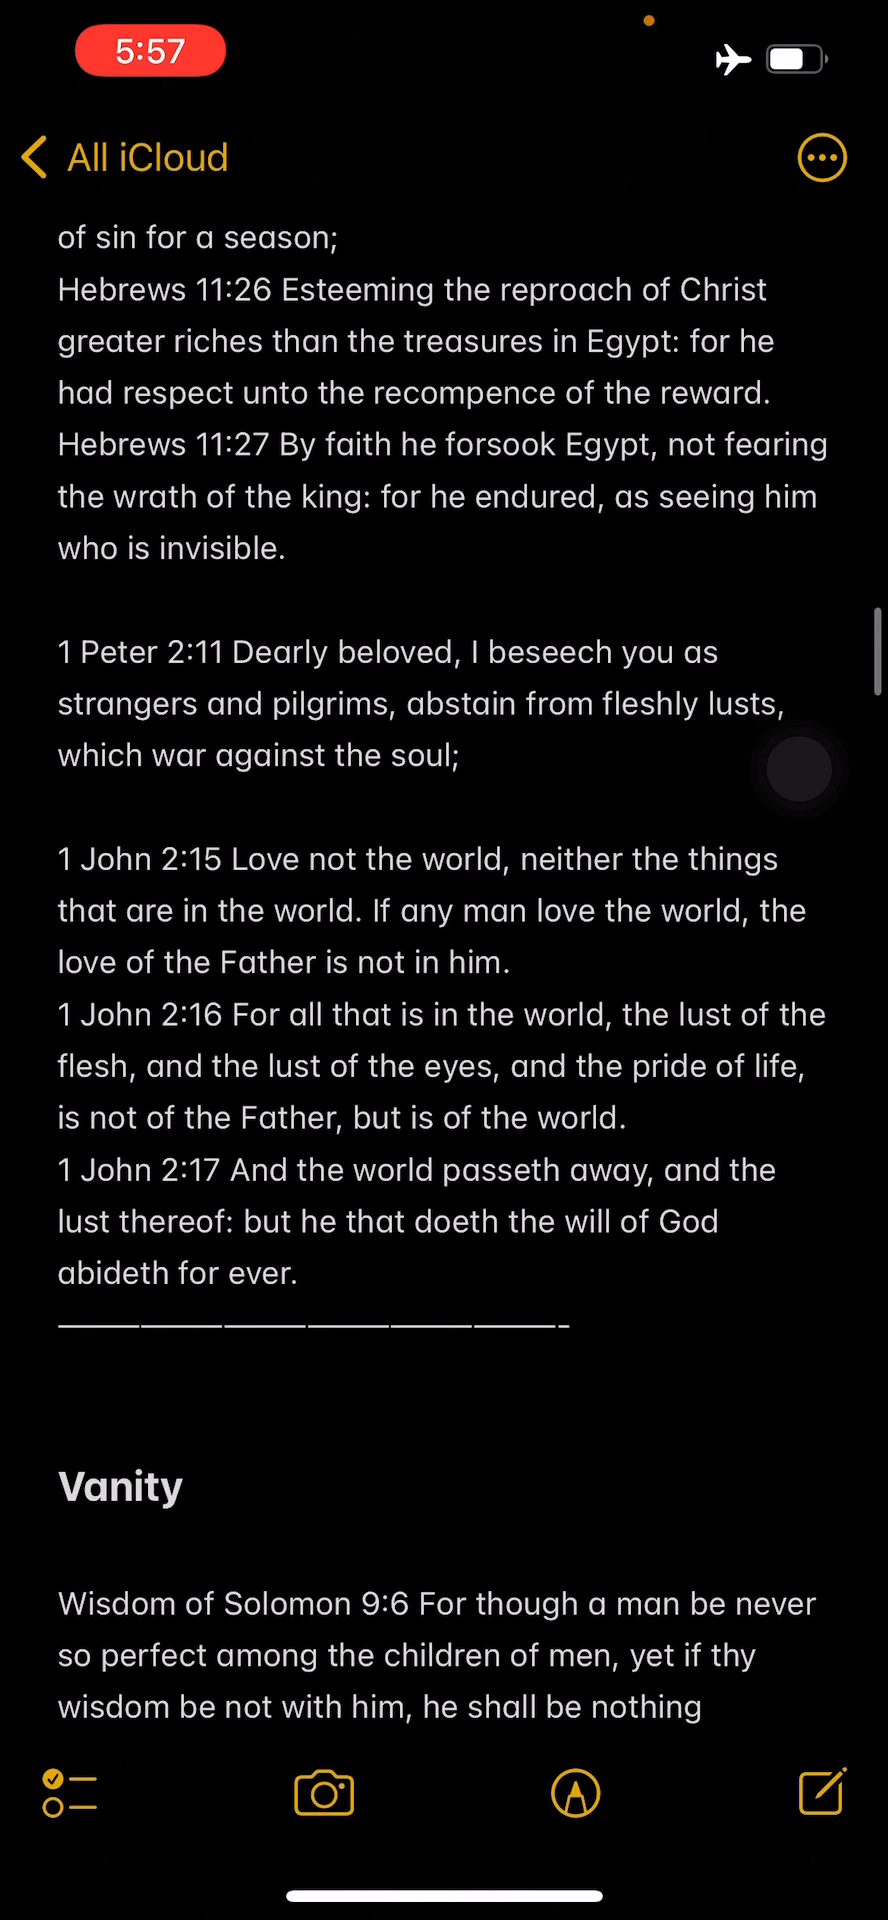 5:57
All iCloud
of sin for a season;
Hebrews 11:26 Esteeming the reproach of Christ
greater riches than the treasures in Egypt: for he
had respect unto the recompence of the reward.
Hebrews 11:27 By faith he forsook Egypt, not fearing
the wrath of the king: for he endured, as seeing him
who is invisible.
1 Peter 2:11 Dearly beloved, I beseech you as
strangers and pilgrims, abstain from fleshly lusts,
which war against the soul;
1 John 2:15 Love not the world, neither the things
that are in the world. If any man love the world, the
love of the Father is not in him.
1 John 2:16 For all that is in the world, the lust of the
flesh, and the lust of the eyes, and the pride of life,
is not of the Father, but is of the world.
1 John 2:17 And the world passeth away, and the
lust thereof: but he that doeth the will of God
abideth for ever.
——————-
Vanity
Wisdom of Solomon 9:6 For though a man be never
so perfect among the children of men, yet if thy
wisdom be not with him, he shall be nothing